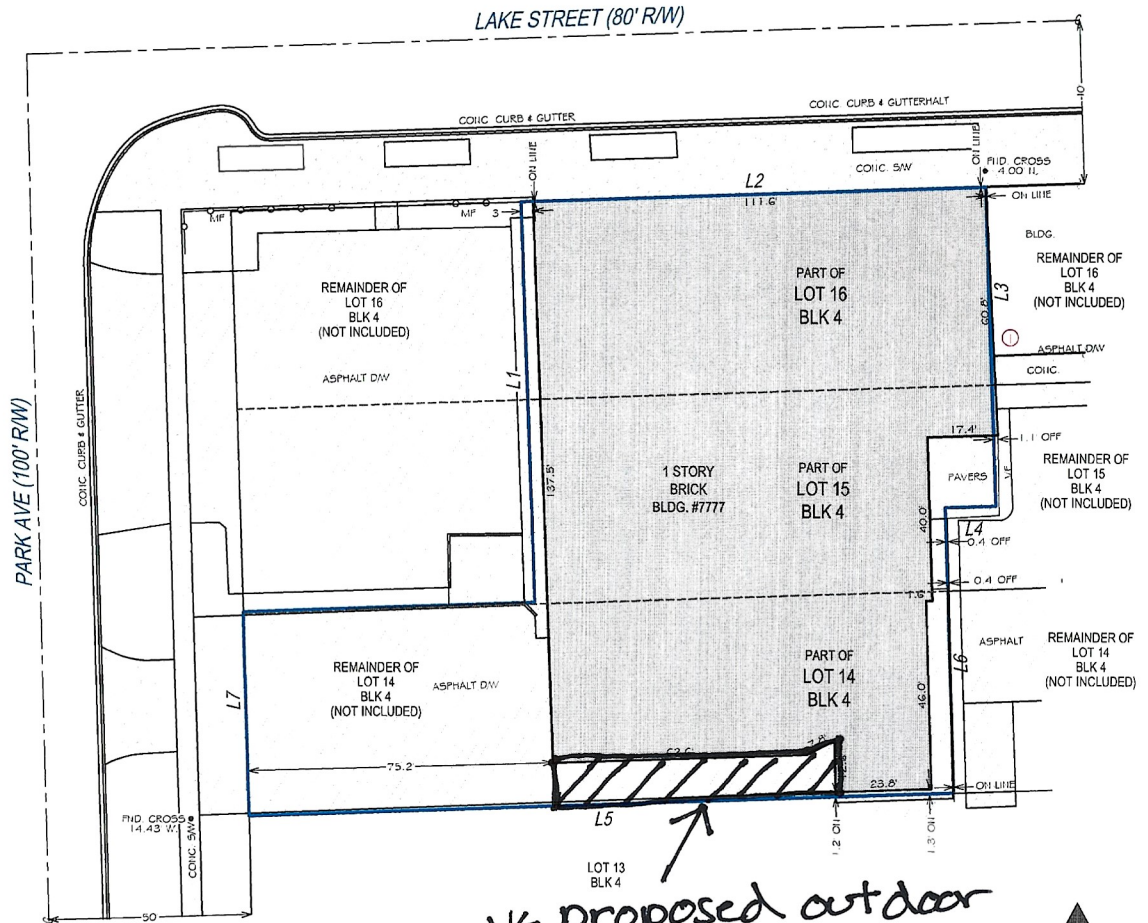 LAKE STREET (80' R/W)
CONC. CURB & GUTTER
CONC. CURB & GUTTERHALT
10
ON LINE
ON LINE
CONC. S/W
FND. CROSS
4.00 N.
L2
111.6'
ON LINE
MF
MF
3
BLDG.
REMAINDER OF
LOT 16
BLK 4
(NOT INCLUDED)
PART OF
LOT 16
BLK 4
REMAINDER OF
LOT 16
BLK 4
(NOT INCLUDED)
L3
60.8'
ASPHALT D/W
CONC.
ASPHALT D/W
L1
PARK AVE (100' R/W)
CONC. CURB & GUTTER
17.4'
1.1 OFF
137.5'
1 STORY
BRICK
BLDG. #7777
PART OF
LOT 15
BLK 4
PAVERS
REMAINDER OF
LOT 15
BLK 4
(NOT INCLUDED)
40.0'
L4
0.4 OFF
0.4 OFF
1.6'
REMAINDER OF
LOT 14
BLK 4
(NOT INCLUDED)
ASPHALT D/W
PART OF
LOT 14
BLK 4
ASPHALT
L6
REMAINDER OF
LOT 14
BLK 4
(NOT INCLUDED)
L7
46.0'
75.2
23.8'
ON LINE
FND. CROSS
14.43 W.
CONC. S/W
L5
1.2 ON
1.3 ON
LOT 13
BLK 4
50
proposed outdoor